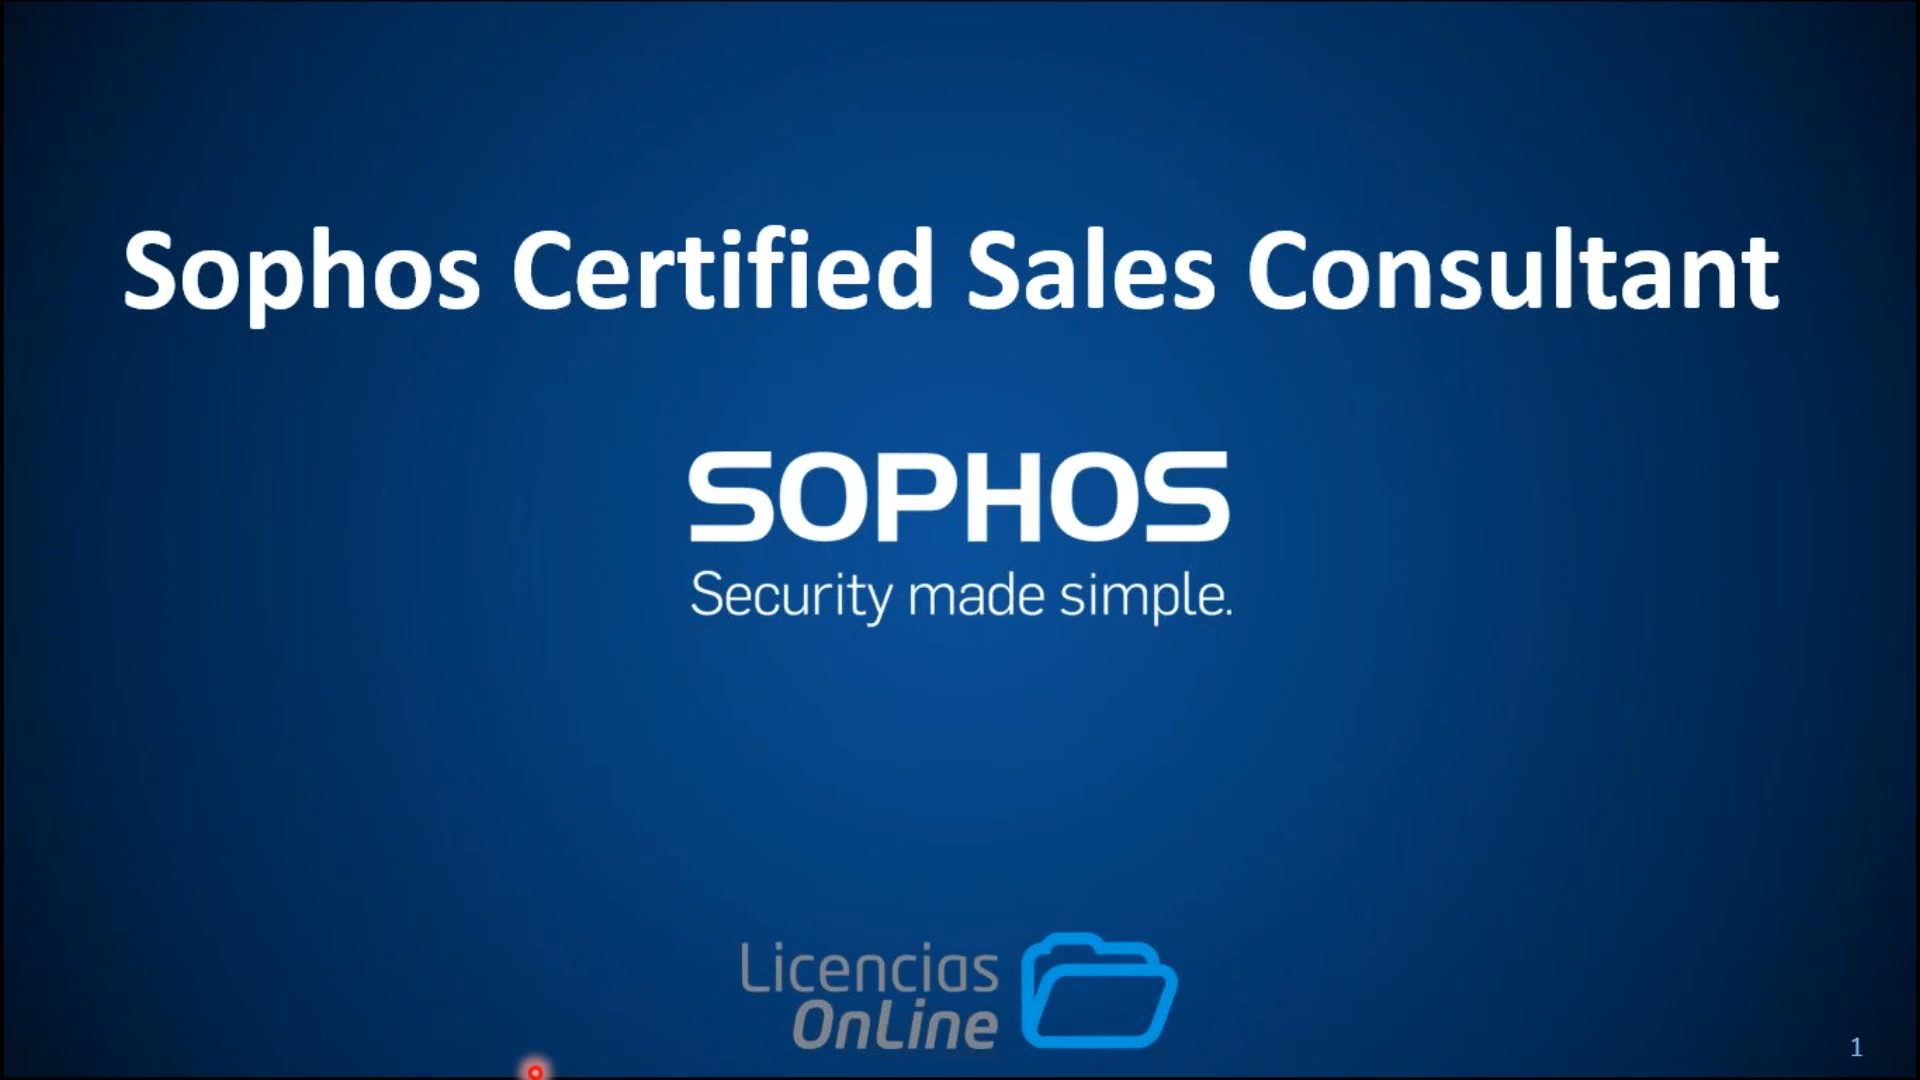 Sophos Certified Sales Consultant
SOPHOS
Security made simple.
Licencias
OnLine
1